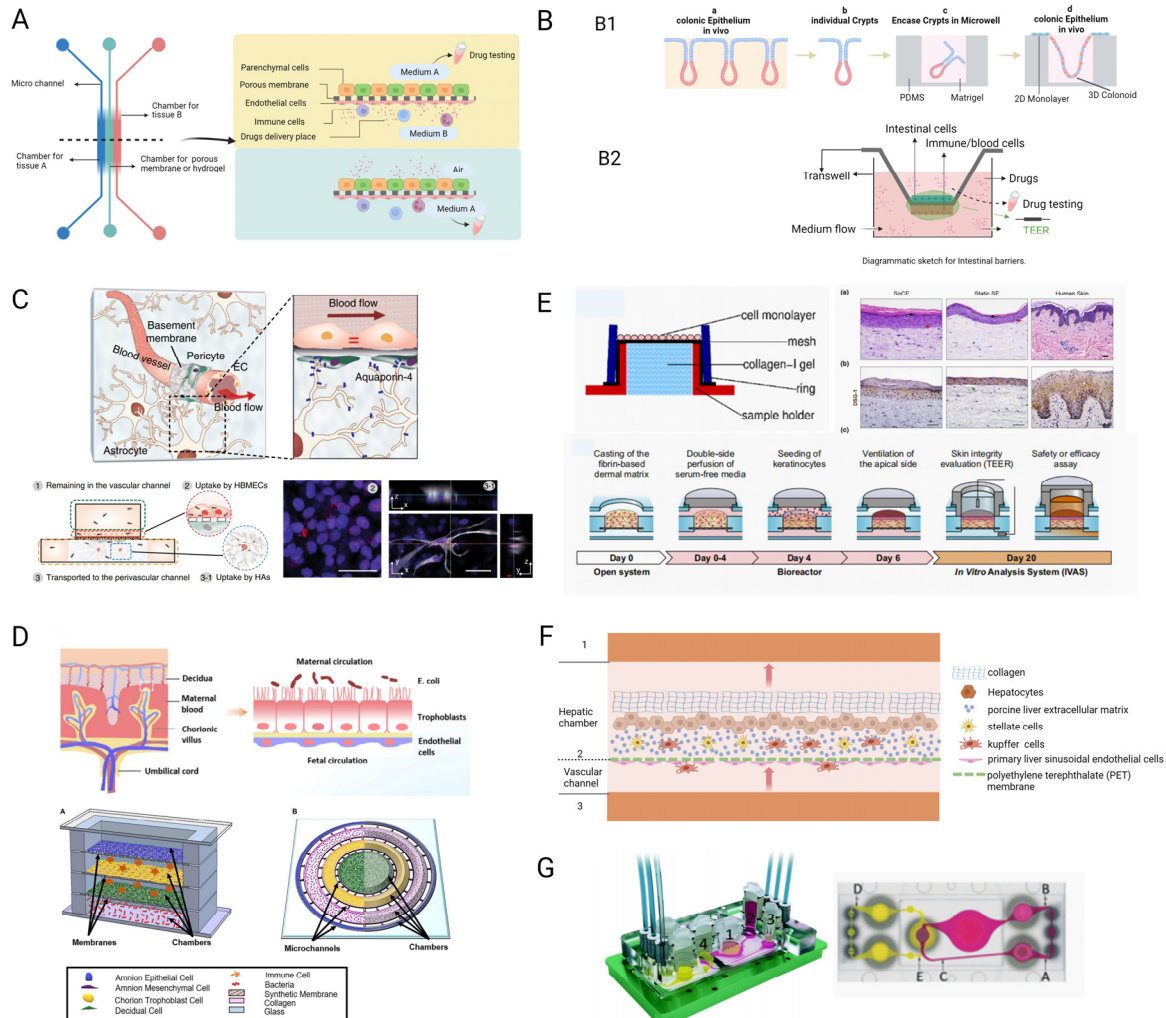 A
Micro channel
Chamber for
tissue B
Chamber for
tissue A
Chamber for porous
membrane or hydrogel
Parenchymal cells
Porous membrane
Endothelial cells
Immune cells
Drugs delivery place
Medium A
Drug testing
Medium B
Air
Medium A
B
B1
a
colonic Epithelium
in vivo
b
individual Crypts
c
Encase Crypts in Microwell
d
colonic Epithelium
in vivo
PDMS
Matrigel
2D Monolayer
3D Colonoid
B2
Intestinal cells
Immune/blood cells
Transwell
Drugs
Drug testing
TEER
Medium flow
Diagrammatic sketch for Intestinal barriers.
C
Basement
membrane
Blood vessel
Pericyte
EC
Blood flow
Astrocyte
Blood flow
Aquaporin-4
1 Remaining in the vascular channel
2 Uptake by HBMECs
3 Transported to the perivascular channel
3-1 Uptake by HAs
2
3-1
z
x
y
x
z
y
E
cell monolayer
mesh
collagen-I gel
ring
sample holder
(a)
Static SE
Human Skin
(b)
DSG-1
(c)
Casting of the
fibrin-based
dermal matrix
Double-side
perfusion of
serum-free media
Seeding of
keratinocytes
Ventilation of
the apical side
Skin integrity
evaluation (TEER)
Safety or efficacy
assay
Day 0
Day 0-4
Day 4
Day 6
Day 20
Open system
Bioreactor
In Vitro Analysis System (IVAS)
D
Decidua
Maternal
blood
Chorionic
villus
Umbilical cord
Maternal circulation
E. coli
Trophoblasts
Endothelial
cells
Fetal circulation
A
Membranes
Chambers
B
Microchannels
Chambers
Amnion Epithelial Cell
Amnion Mesenchymal Cell
Chorion Trophoblast Cell
Decidual Cell
Immune Cell
Bacteria
Synthetic Membrane
Collagen
Glass
F
1
Hepatic
chamber
2
Vascular
channel
3
collagen
Hepatocytes
porcine liver extracellular matrix
stellate cells
kupffer cells
primary liver sinusoidal endothelial cells
polyethylene terephthalate (PET)
membrane
G
1
2
3
4
D
B
E
C
A